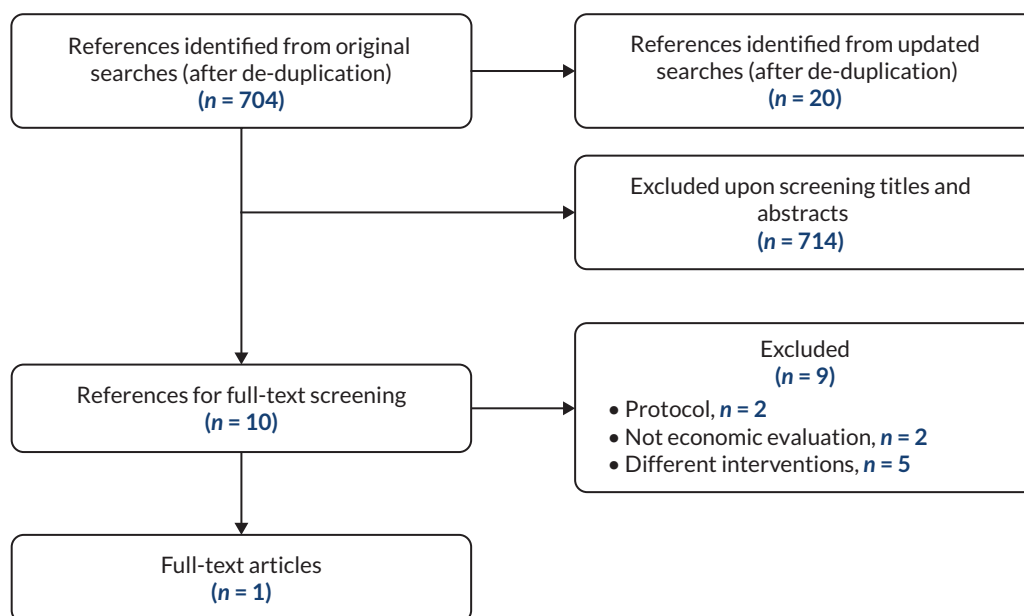 References identified from original
searches (after de-duplication)
(n = 704)
References identified from updated
searches (after de-duplication)
(n = 20)
Excluded upon screening titles and
abstracts
(n = 714)
References for full-text screening
(n = 10)
Excluded
(n = 9)
• Protocol, n = 2
• Not economic evaluation, n = 2
• Different interventions, n = 5
Full-text articles
(n = 1)